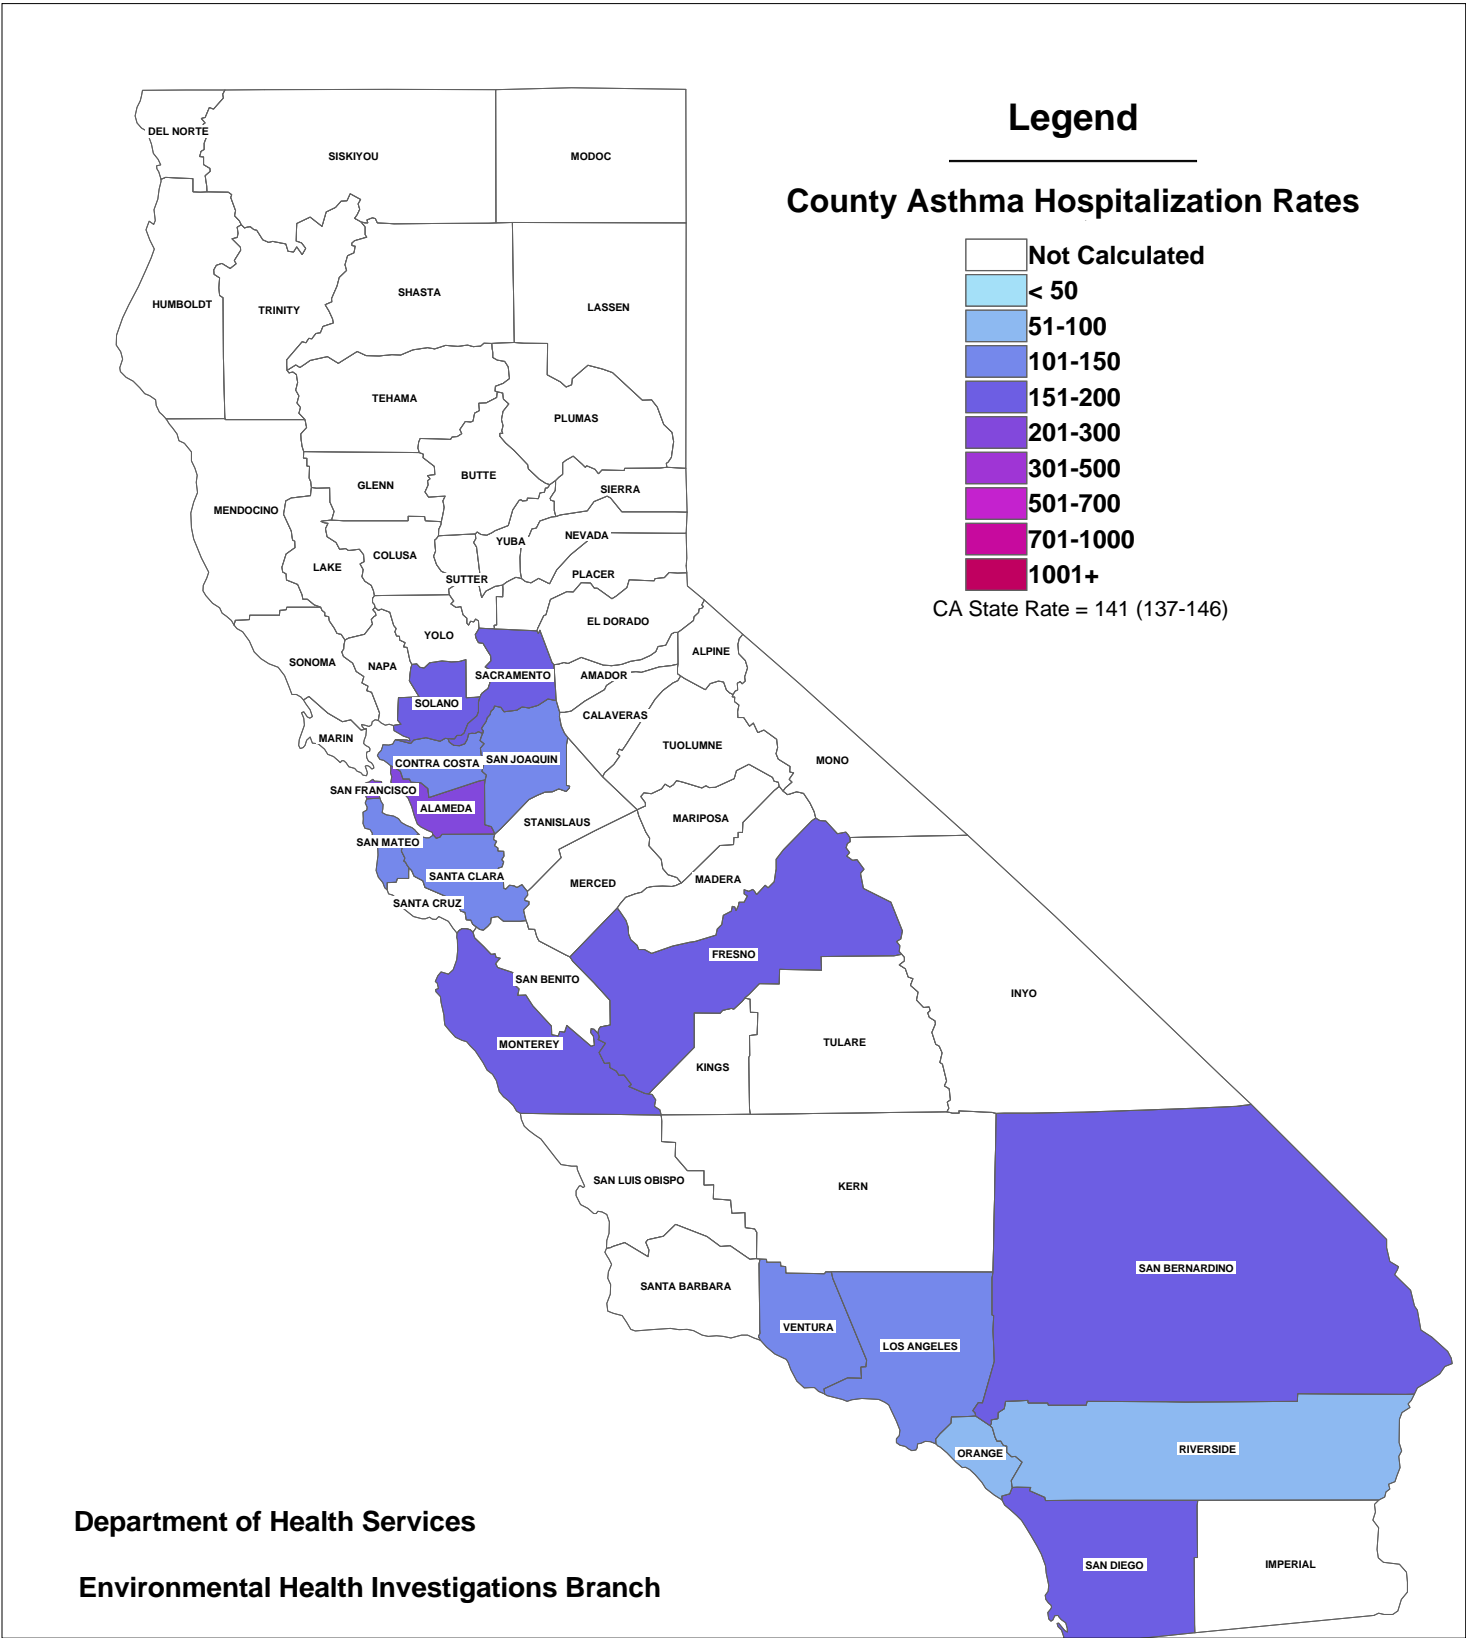 Legend
County Asthma Hospitalization Rates
Not Calculated
< 50
51-100
101-150
151-200
201-300
301-500
501-700
701-1000
1001+
CA State Rate = 141 (137-146)
DEL NORTE
SISKIYOU
MODOC
HUMBOLDT
TRINITY
SHASTA
LASSEN
TEHAMA
PLUMAS
BUTTE
GLENN
SIERRA
MENDOCINO
NEVADA
YUBA
COLUSA
LAKE
PLACER
SUTTER
EL DORADO
YOLO
ALPINE
SONOMA
NAPA
SACRAMENTO
AMADOR
SOLANO
CALAVERAS
MARIN
TUOLUMNE
CONTRA COSTA
SAN JOAQUIN
MONO
SAN FRANCISCO
ALAMEDA
STANISLAUS
MARIPOSA
SAN MATEO
SANTA CLARA
MERCED
MADERA
SANTA CRUZ
FRESNO
SAN BENITO
INYO
MONTEREY
TULARE
KINGS
SAN LUIS OBISPO
KERN
SAN BERNARDINO
SANTA BARBARA
VENTURA
LOS ANGELES
ORANGE
RIVERSIDE
SAN DIEGO
IMPERIAL
Department of Health Services
Environmental Health Investigations Branch